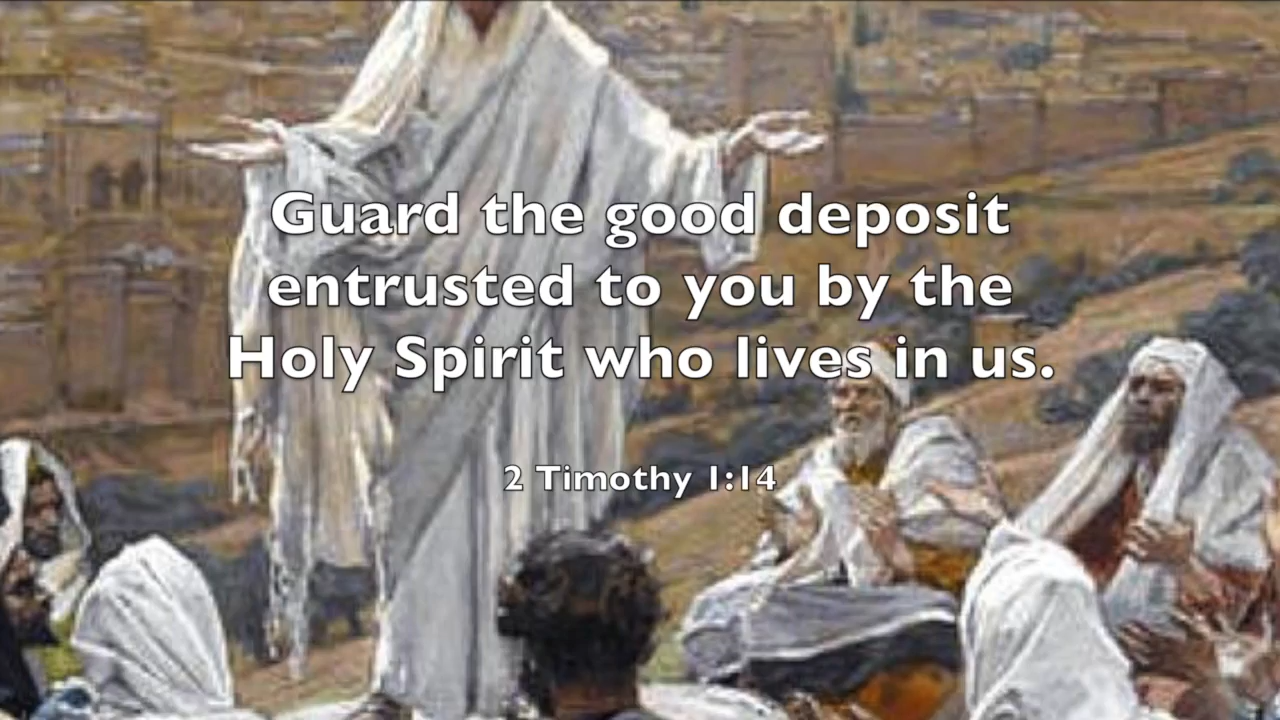 Guard the good deposit
entrusted to you by the
Holy Spirit who lives in us.
2 Timothy 1:14